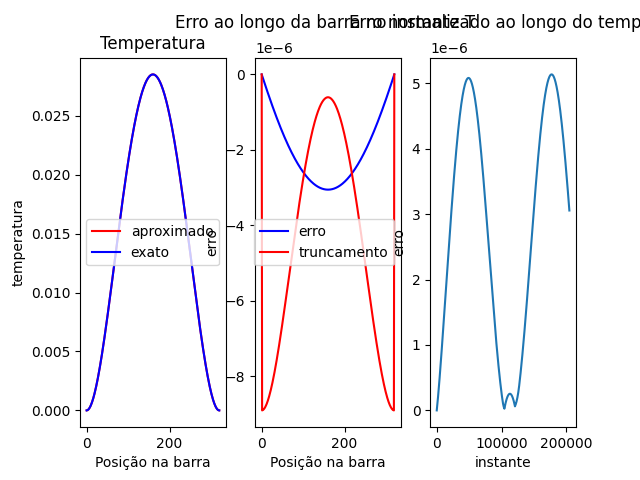 Erro ao longo da barra no instante T
Erro normalizado ao longo do temp
Temperatura
temperatura
0.025
0.020
0.015
0.010
0.005
0.000
aproximado
exato
0
200
Posição na barra
1e−6
erro
0
−2
−4
−6
−8
erro
truncamento
0
200
Posição na barra
1e−6
erro
5
4
3
2
1
0
0
100000
200000
instante